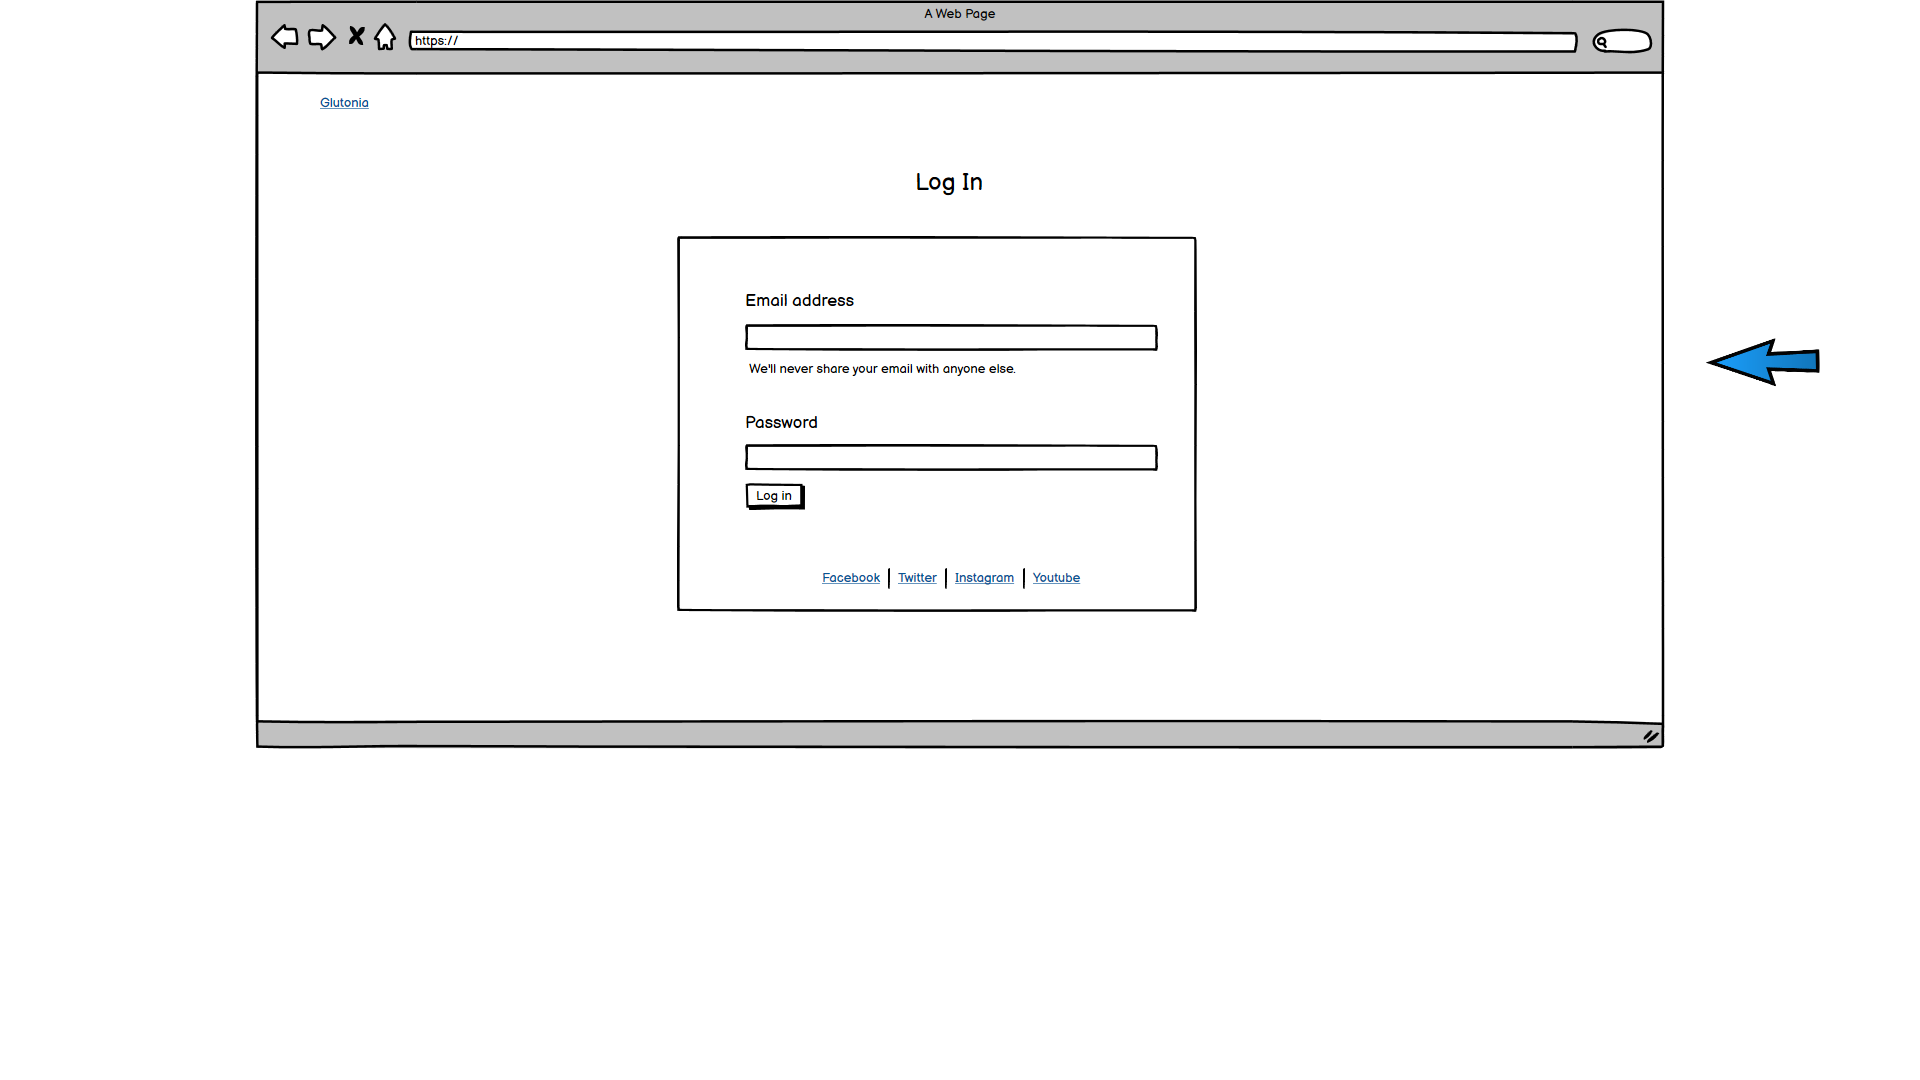 A Web Page
https://
Glutonia
Log In
Email address
We'll never share your email with anyone else.
Password
Log in
Facebook | Twitter | Instagram | Youtube